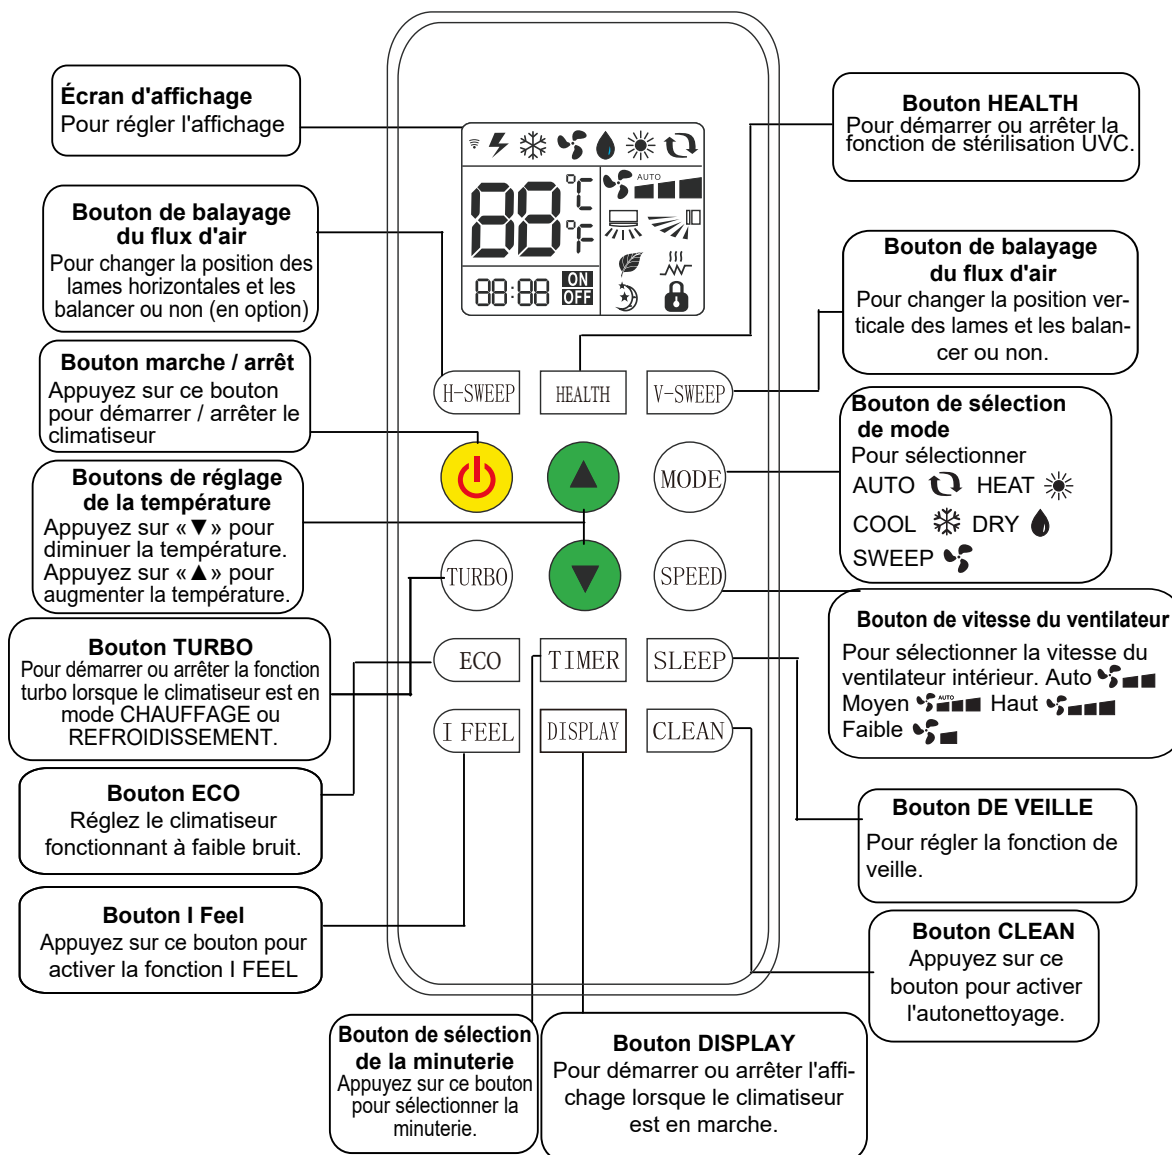 Écran d'affichage
Pour régler l'affichage
Bouton de balayage
du flux d'air
Pour changer la position des
lames horizontales et les
balancer ou non (en option)
Bouton marche / arrêt
Appuyez sur ce bouton
pour démarrer / arrêter le
climatiseur
Boutons de réglage
de la température
Appuyez sur «▼» pour
diminuer la température.
Appuyez sur «▲» pour
augmenter la température.
Bouton TURBO
Pour démarrer ou arrêter la fonction
turbo lorsque le climatiseur est en
mode CHAUFFAGE ou
REFROIDISSEMENT.
Bouton ECO
Réglez le climatiseur
fonctionnant à faible bruit.
Bouton I Feel
Appuyez sur ce bouton pour
activer la fonction I FEEL
Bouton de sélection
de la minuterie
Appuyez sur ce bouton
pour sélectionner la
minuterie.
Bouton DISPLAY
Pour démarrer ou arrêter l'affi-
chage lorsque le climatiseur
est en marche.
AUTO
88 °C
°F
88:88 ON
OFF
H-SWEEP HEALTH V-SWEEP
MODE
TURBO SPEED
ECO TIMER SLEEP
I FEEL DISPLAY CLEAN
Bouton HEALTH
Pour démarrer ou arrêter la
fonction de stérilisation UVC.
Bouton de balayage
du flux d'air
Pour changer la position ver-
ticale des lames et les balan-
cer ou non.
Bouton de sélection
de mode
Pour sélectionner
AUTO HEAT
COOL DRY
SWEEP
Bouton de vitesse du ventilateur
Pour sélectionner la vitesse du
ventilateur intérieur. Auto
Moyen AUTO Haut
Faible
Bouton DE VEILLE
Pour régler la fonction de
veille.
Bouton CLEAN
Appuyez sur ce
bouton pour activer
l'autonettoyage.